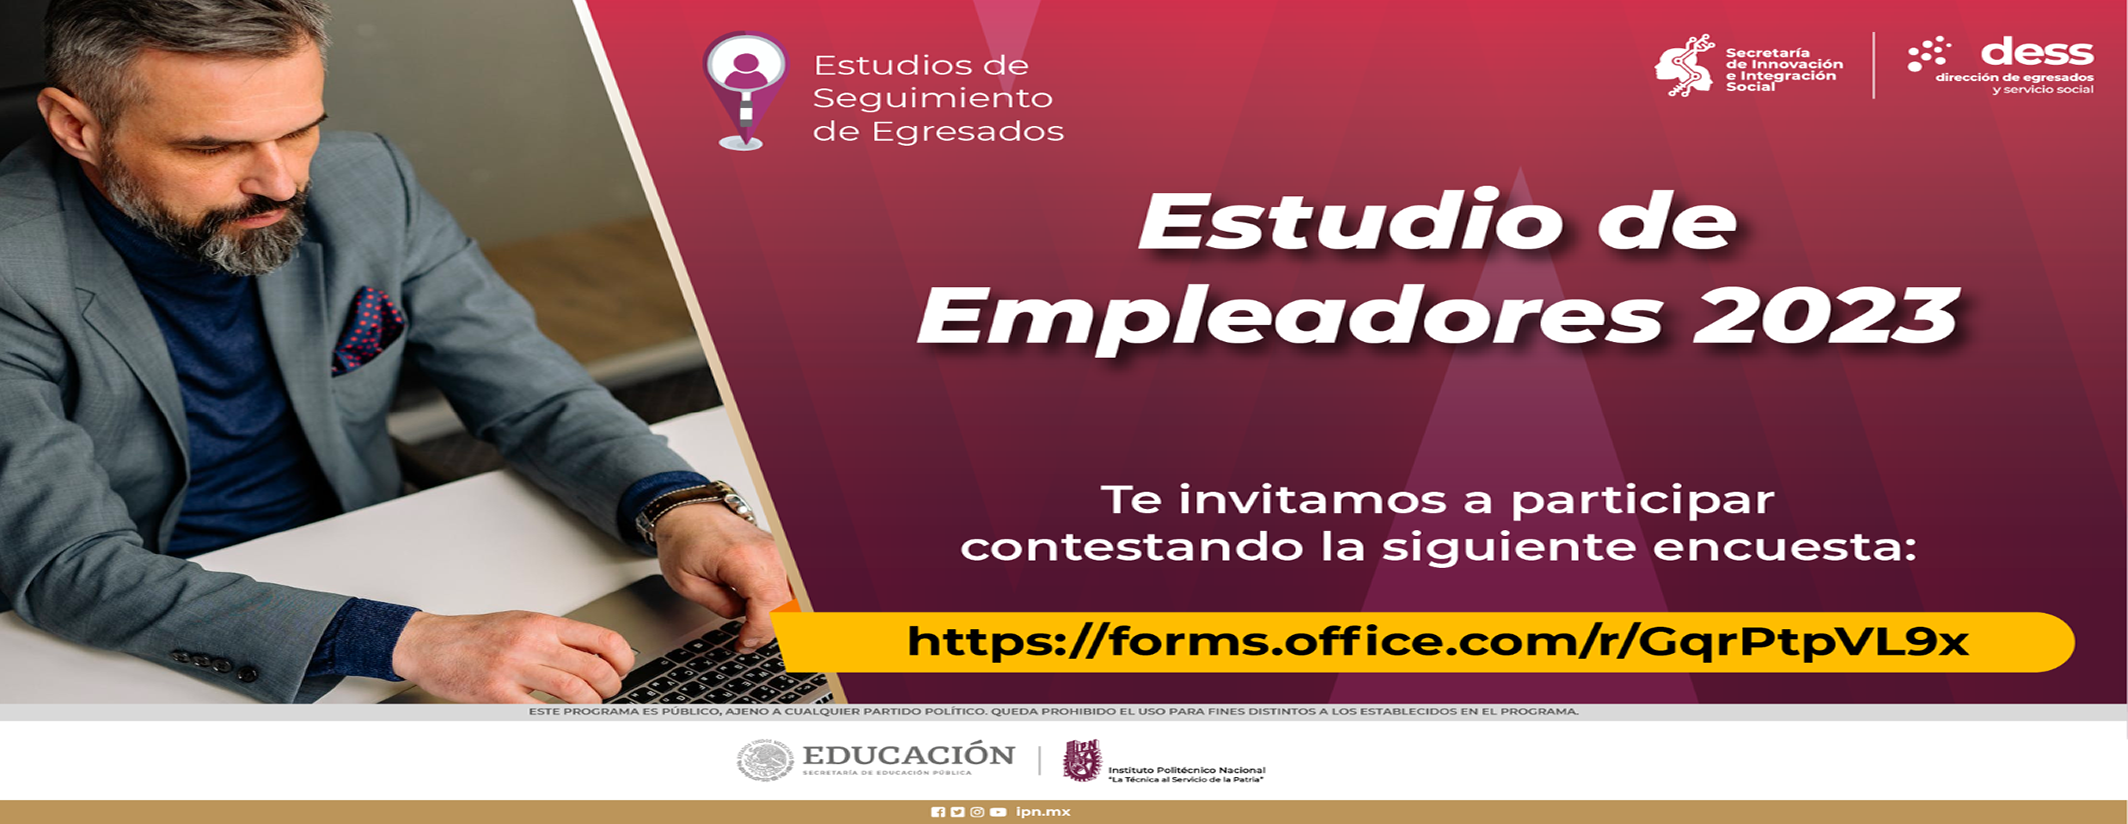 Estudios de
Seguimiento
de Egresados
Secretaría
de Innovación
e Integración
Social
dess
dirección de egresados
y servicio social
Estudio de
Empleadores 2023
Te invitamos a participar
contestando la siguiente encuesta:
https://forms.office.com/r/GqrPtpVL9x
ESTE PROGRAMA ES PÚBLICO, AJENO A CUALQUIER PARTIDO POLÍTICO. QUEDA PROHIBIDO EL USO PARA FINES DISTINTOS A LOS ESTABLECIDOS EN EL PROGRAMA.
EDUCACIÓN
SECRETARÍA DE EDUCACIÓN PÚBLICA
IPN
Instituto Politécnico Nacional
"La Técnica al Servicio de la Patria"
ipn.mx